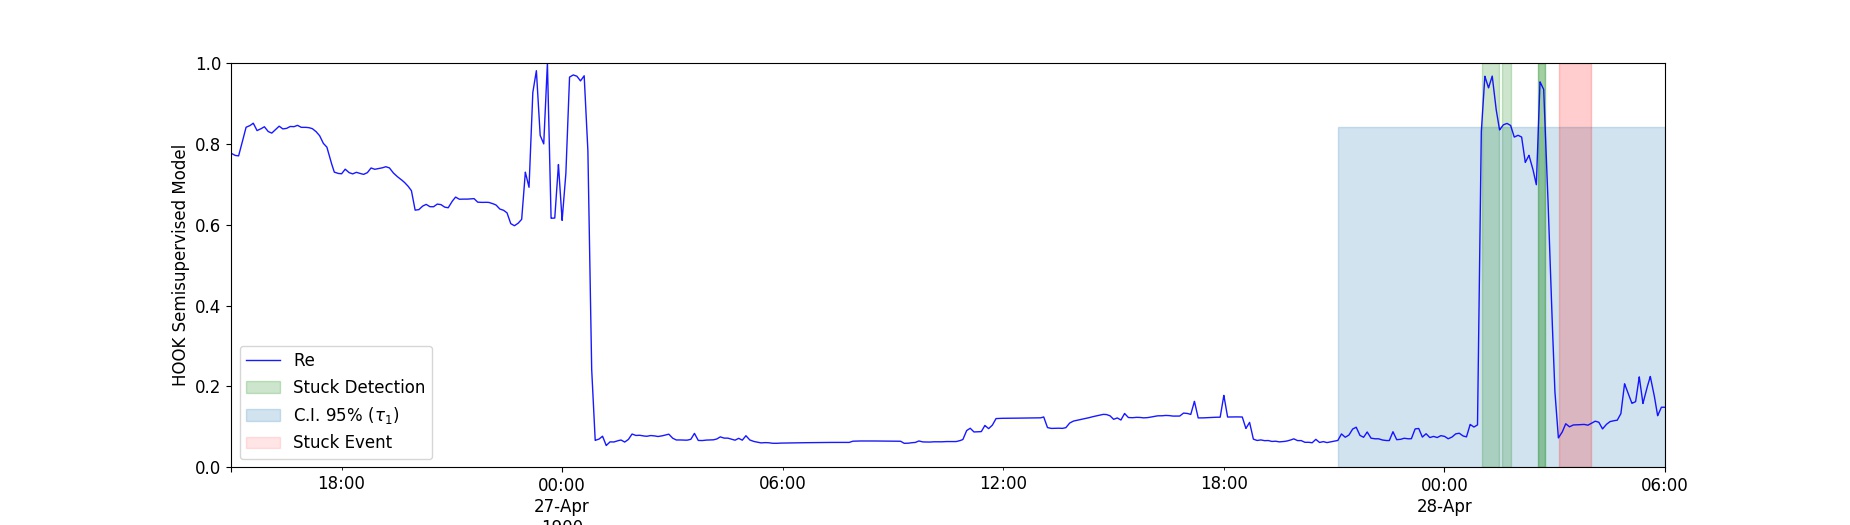 1.0
0.8
0.6
0.4
0.2
0.0
HOOK Semisupervised Model
Re
Stuck Detection
C.I. 95% (τ₁)
Stuck Event
18:00
00:00
27-Apr
1900
06:00
12:00
18:00
00:00
28-Apr
06:00